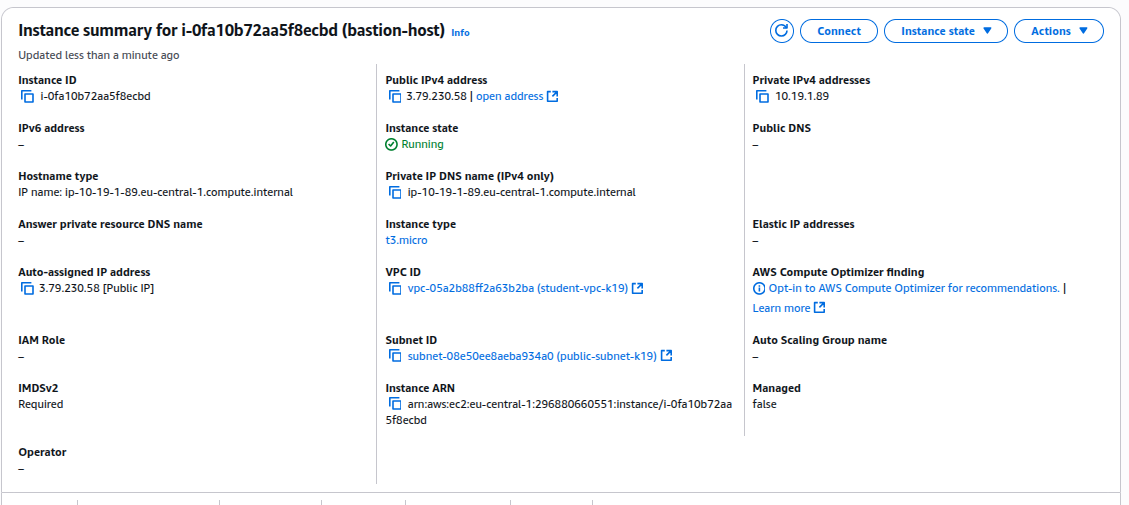 Instance summary for i-0fa10b72aa5f8ecbd (bastion-host) Info
Connect
Instance state
Actions
Updated less than a minute ago
Instance ID
i-0fa10b72aa5f8ecbd
Public IPv4 address
3.79.230.58 | open address
Private IPv4 addresses
10.19.1.89
IPv6 address
–
Instance state
Running
Public DNS
–
Hostname type
IP name: ip-10-19-1-89.eu-central-1.compute.internal
Private IP DNS name (IPv4 only)
ip-10-19-1-89.eu-central-1.compute.internal
Answer private resource DNS name
–
Instance type
t3.micro
Elastic IP addresses
–
Auto-assigned IP address
3.79.230.58 [Public IP]
VPC ID
vpc-05a2b88ff2a63b2ba (student-vpc-k19)
AWS Compute Optimizer finding
Opt-in to AWS Compute Optimizer for recommendations. |
Learn more
IAM Role
–
Subnet ID
subnet-08e50ee8aeba934a0 (public-subnet-k19)
Auto Scaling Group name
–
IMDSv2
Required
Instance ARN
arn:aws:ec2:eu-central-1:296880660551:instance/i-0fa10b72aa
5f8ecbd
Managed
false
Operator
–